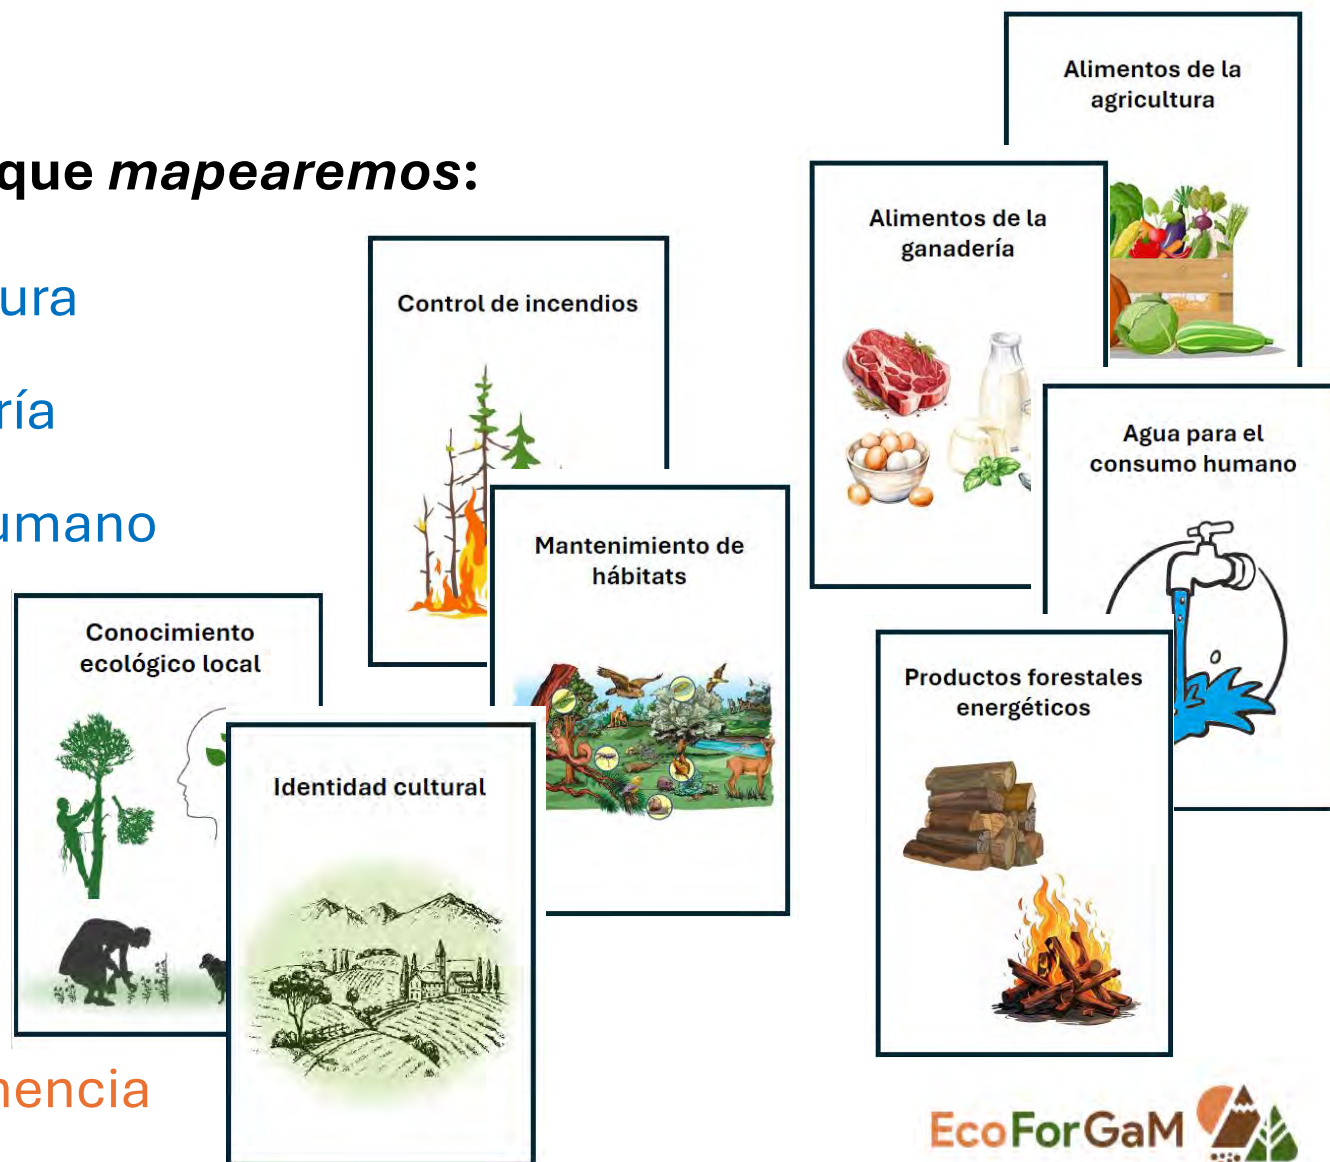 que mapearemos:
ura
ría
umano
encia
Control de incendios
Mantenimiento de
hábitats
Conocimiento
ecológico local
Identidad cultural
Alimentos de la
agricultura
Alimentos de la
ganadería
Agua para el
consumo humano
Productos forestales
energéticos
EcoForGaM